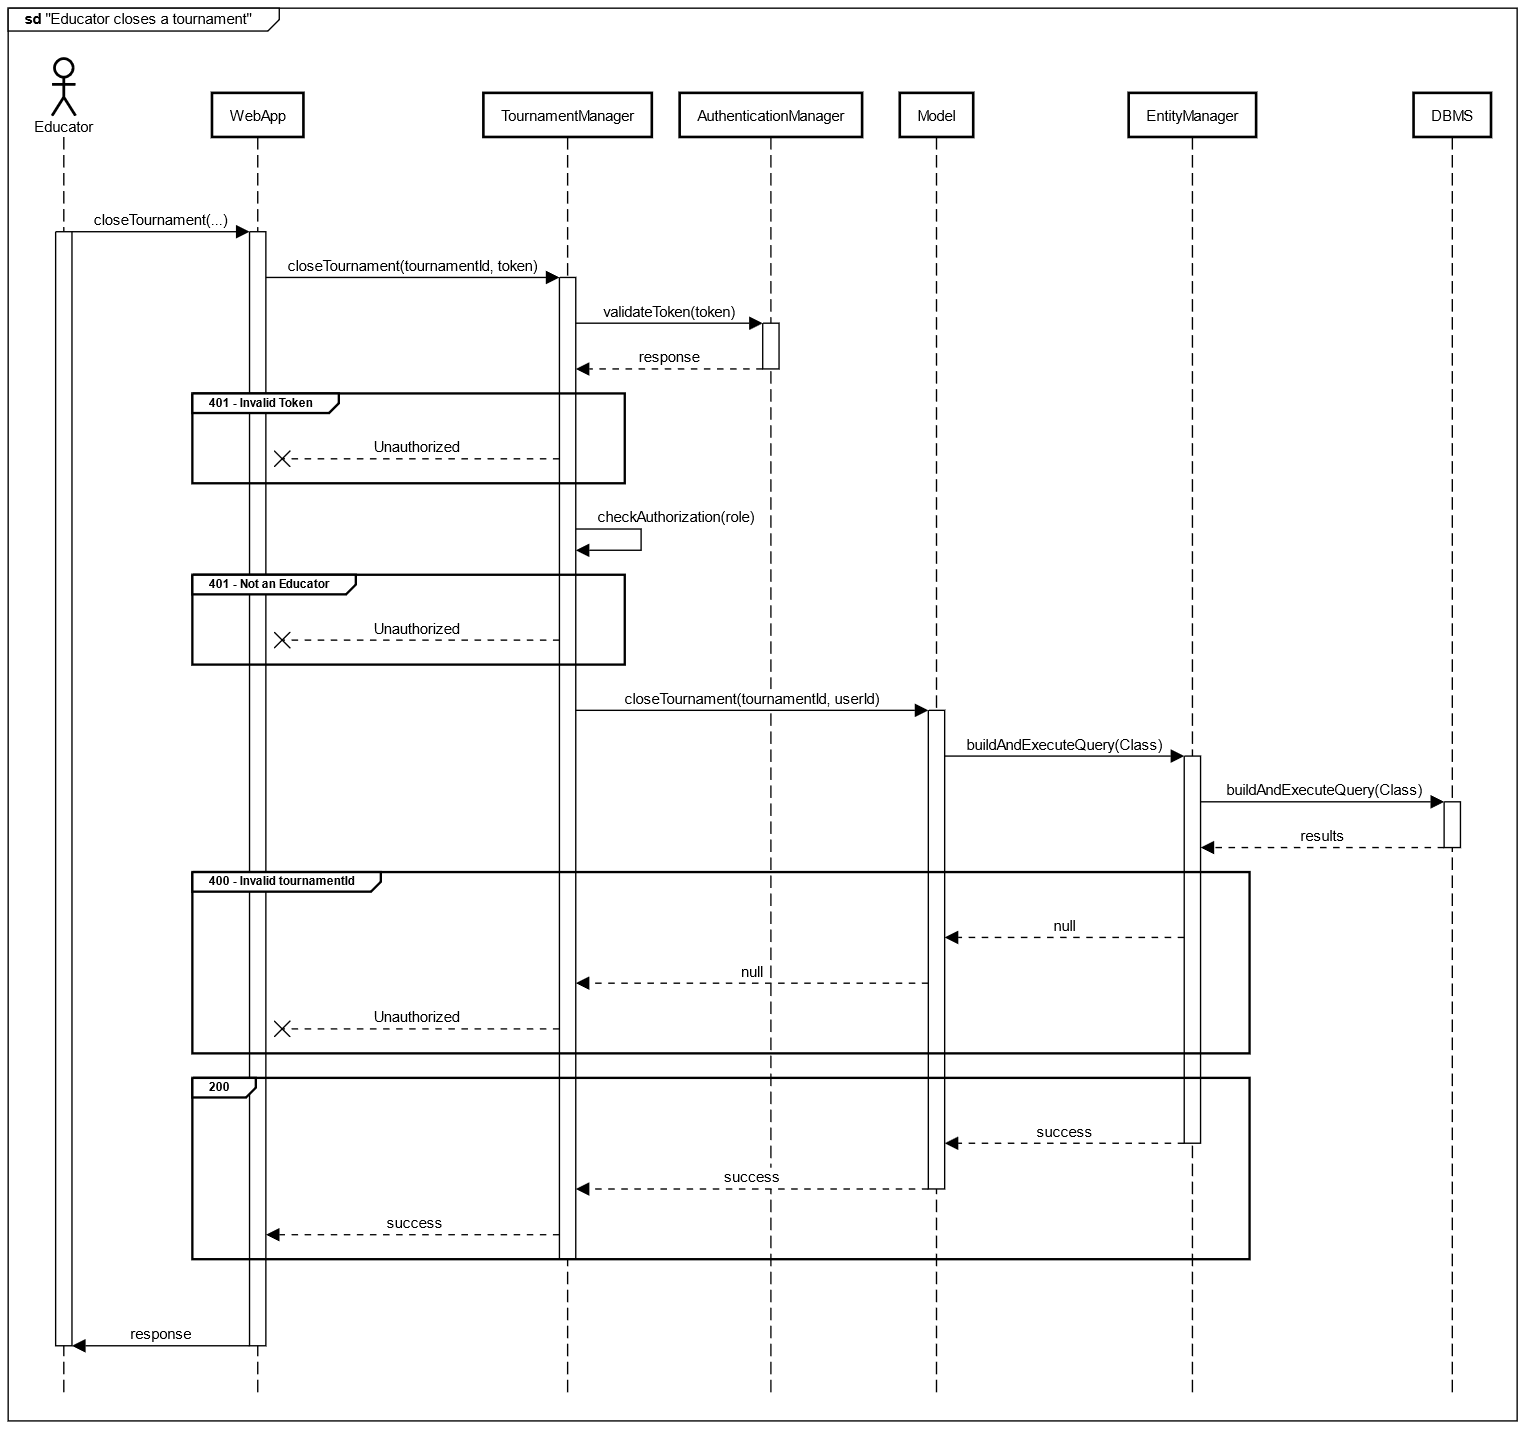 sd "Educator closes a tournament"
Educator
WebApp
TournamentManager
AuthenticationManager
Model
EntityManager
DBMS
closeTournament(...)
closeTournament(tournamentId, token)
validateToken(token)
response
401 - Invalid Token
Unauthorized
checkAuthorization(role)
401 - Not an Educator
Unauthorized
closeTournament(tournamentId, userId)
buildAndExecuteQuery(Class)
buildAndExecuteQuery(Class)
results
400 - Invalid tournamentId
null
null
Unauthorized
200
success
success
success
response